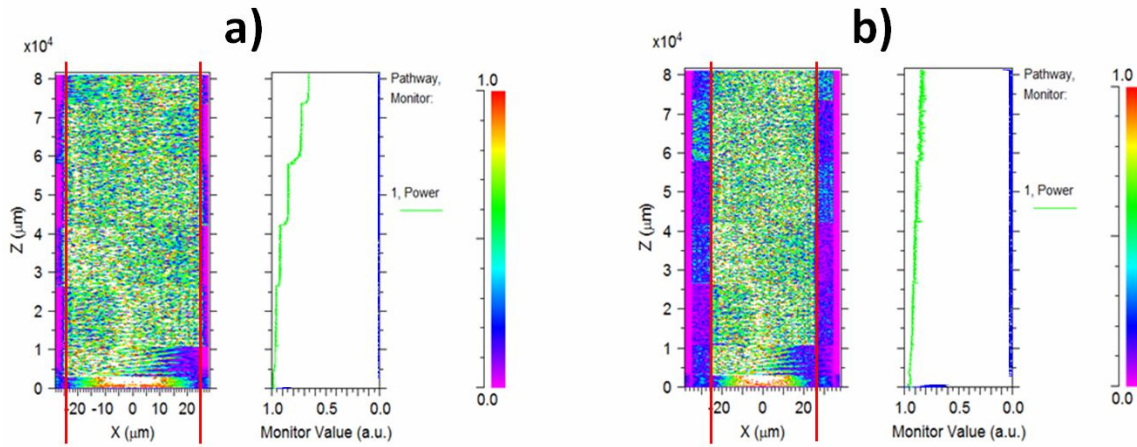 a)
x10⁴
8
7
6
5
4
3
2
1
0
Z (μm)
-20 -10 0 10 20
X (μm)
1.0 0.5 0.0
Monitor Value (a.u.)
Pathway,
Monitor:
1, Power
1.0
0.0
b)
x10⁴
8
7
6
5
4
3
2
1
0
Z (μm)
-20 0 20
X (μm)
1.0 0.5 0.0
Monitor Value (a.u.)
Pathway,
Monitor:
1, Power
1.0
0.0